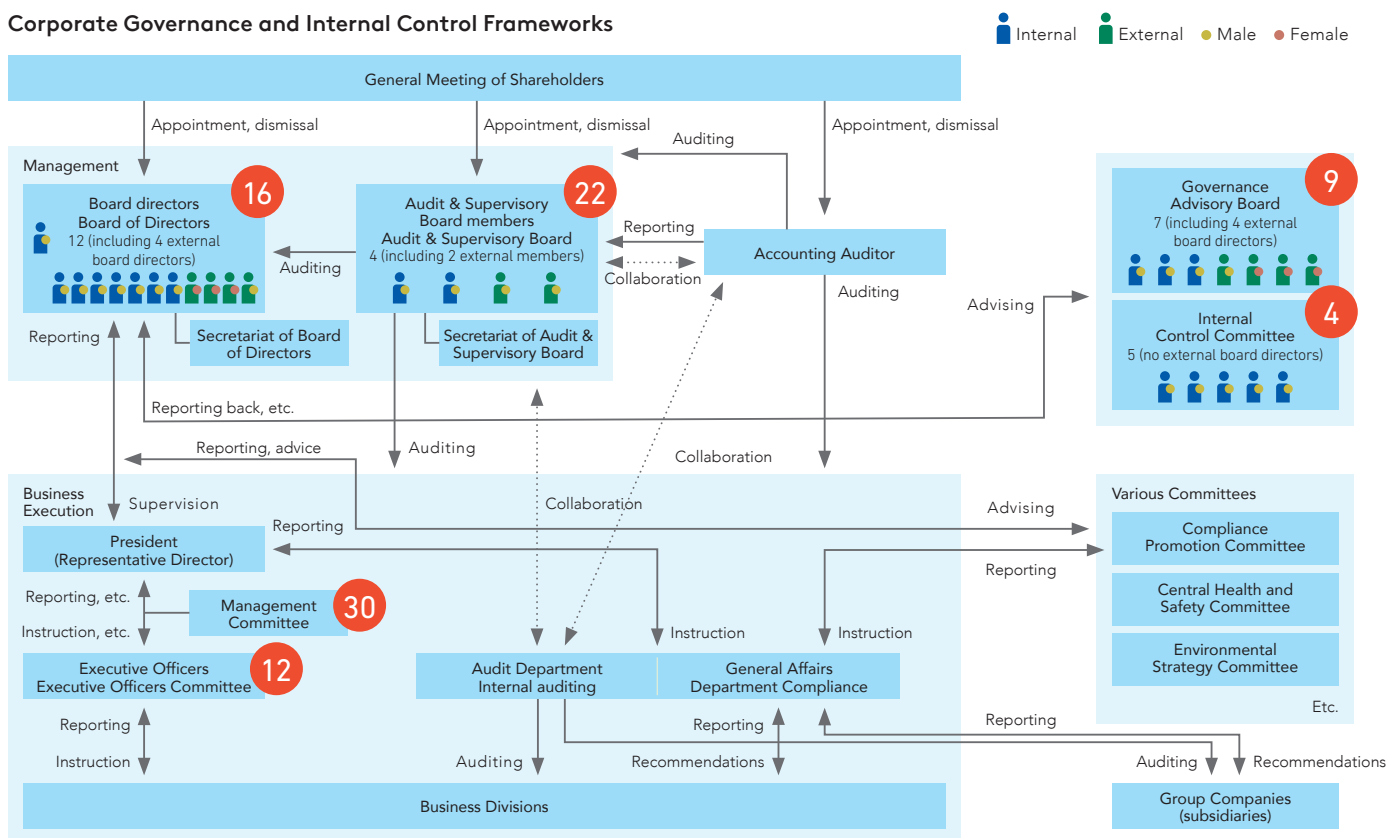 Corporate Governance and Internal Control Frameworks
Internal
External
Male
Female
General Meeting of Shareholders
Appointment, dismissal
Appointment, dismissal
Appointment, dismissal
Auditing
Management
16
Board directors
Board of Directors
12 (including 4 external
board directors)
Auditing
22
Audit & Supervisory
Board members
Audit & Supervisory Board
4 (including 2 external members)
Reporting
Collaboration
Accounting Auditor
Auditing
Advising
9
Governance
Advisory Board
7 (including 4 external
board directors)
4
Internal
Control Committee
5 (no external board directors)
Reporting
Secretariat of Board
of Directors
Secretariat of Audit &
Supervisory Board
Reporting back, etc.
Reporting, advice
Auditing
Collaboration
Business
Execution
Supervision
Collaboration
Advising
Reporting
President
(Representative Director)
Reporting, etc.
Instruction, etc.
Management
Committee
30
Instruction
Instruction
Reporting
Various Committees
Compliance
Promotion Committee
Central Health and
Safety Committee
Environmental
Strategy Committee
Etc.
Executive Officers
Executive Officers Committee
12
Audit Department
Internal auditing
General Affairs
Department Compliance
Reporting
Instruction
Auditing
Reporting
Recommendations
Reporting
Auditing
Recommendations
Business Divisions
Group Companies
(subsidiaries)